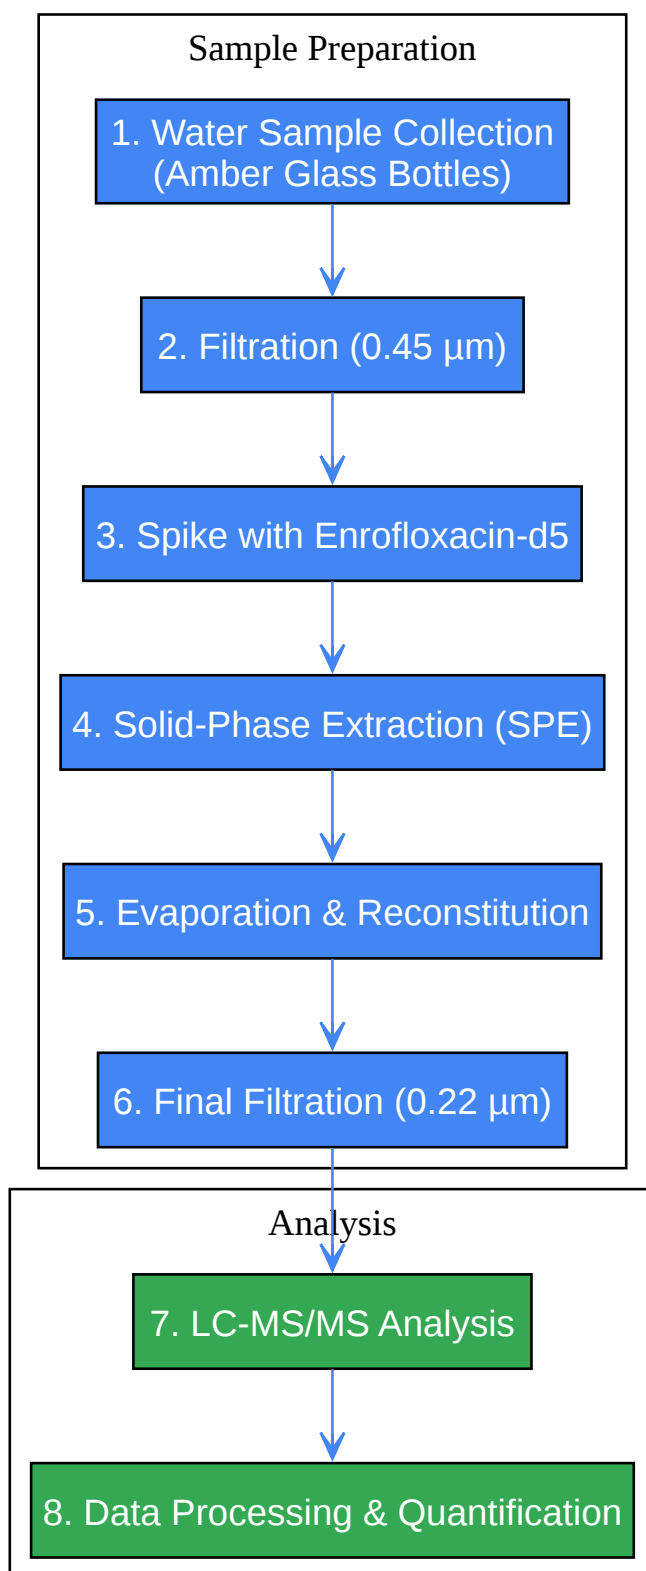 Sample Preparation
1. Water Sample Collection
(Amber Glass Bottles)
2. Filtration (0.45 µm)
3. Spike with Enrofloxacin-d5
4. Solid-Phase Extraction (SPE)
5. Evaporation & Reconstitution
6. Final Filtration (0.22 µm)
Analysis
7. LC-MS/MS Analysis
8. Data Processing & Quantification